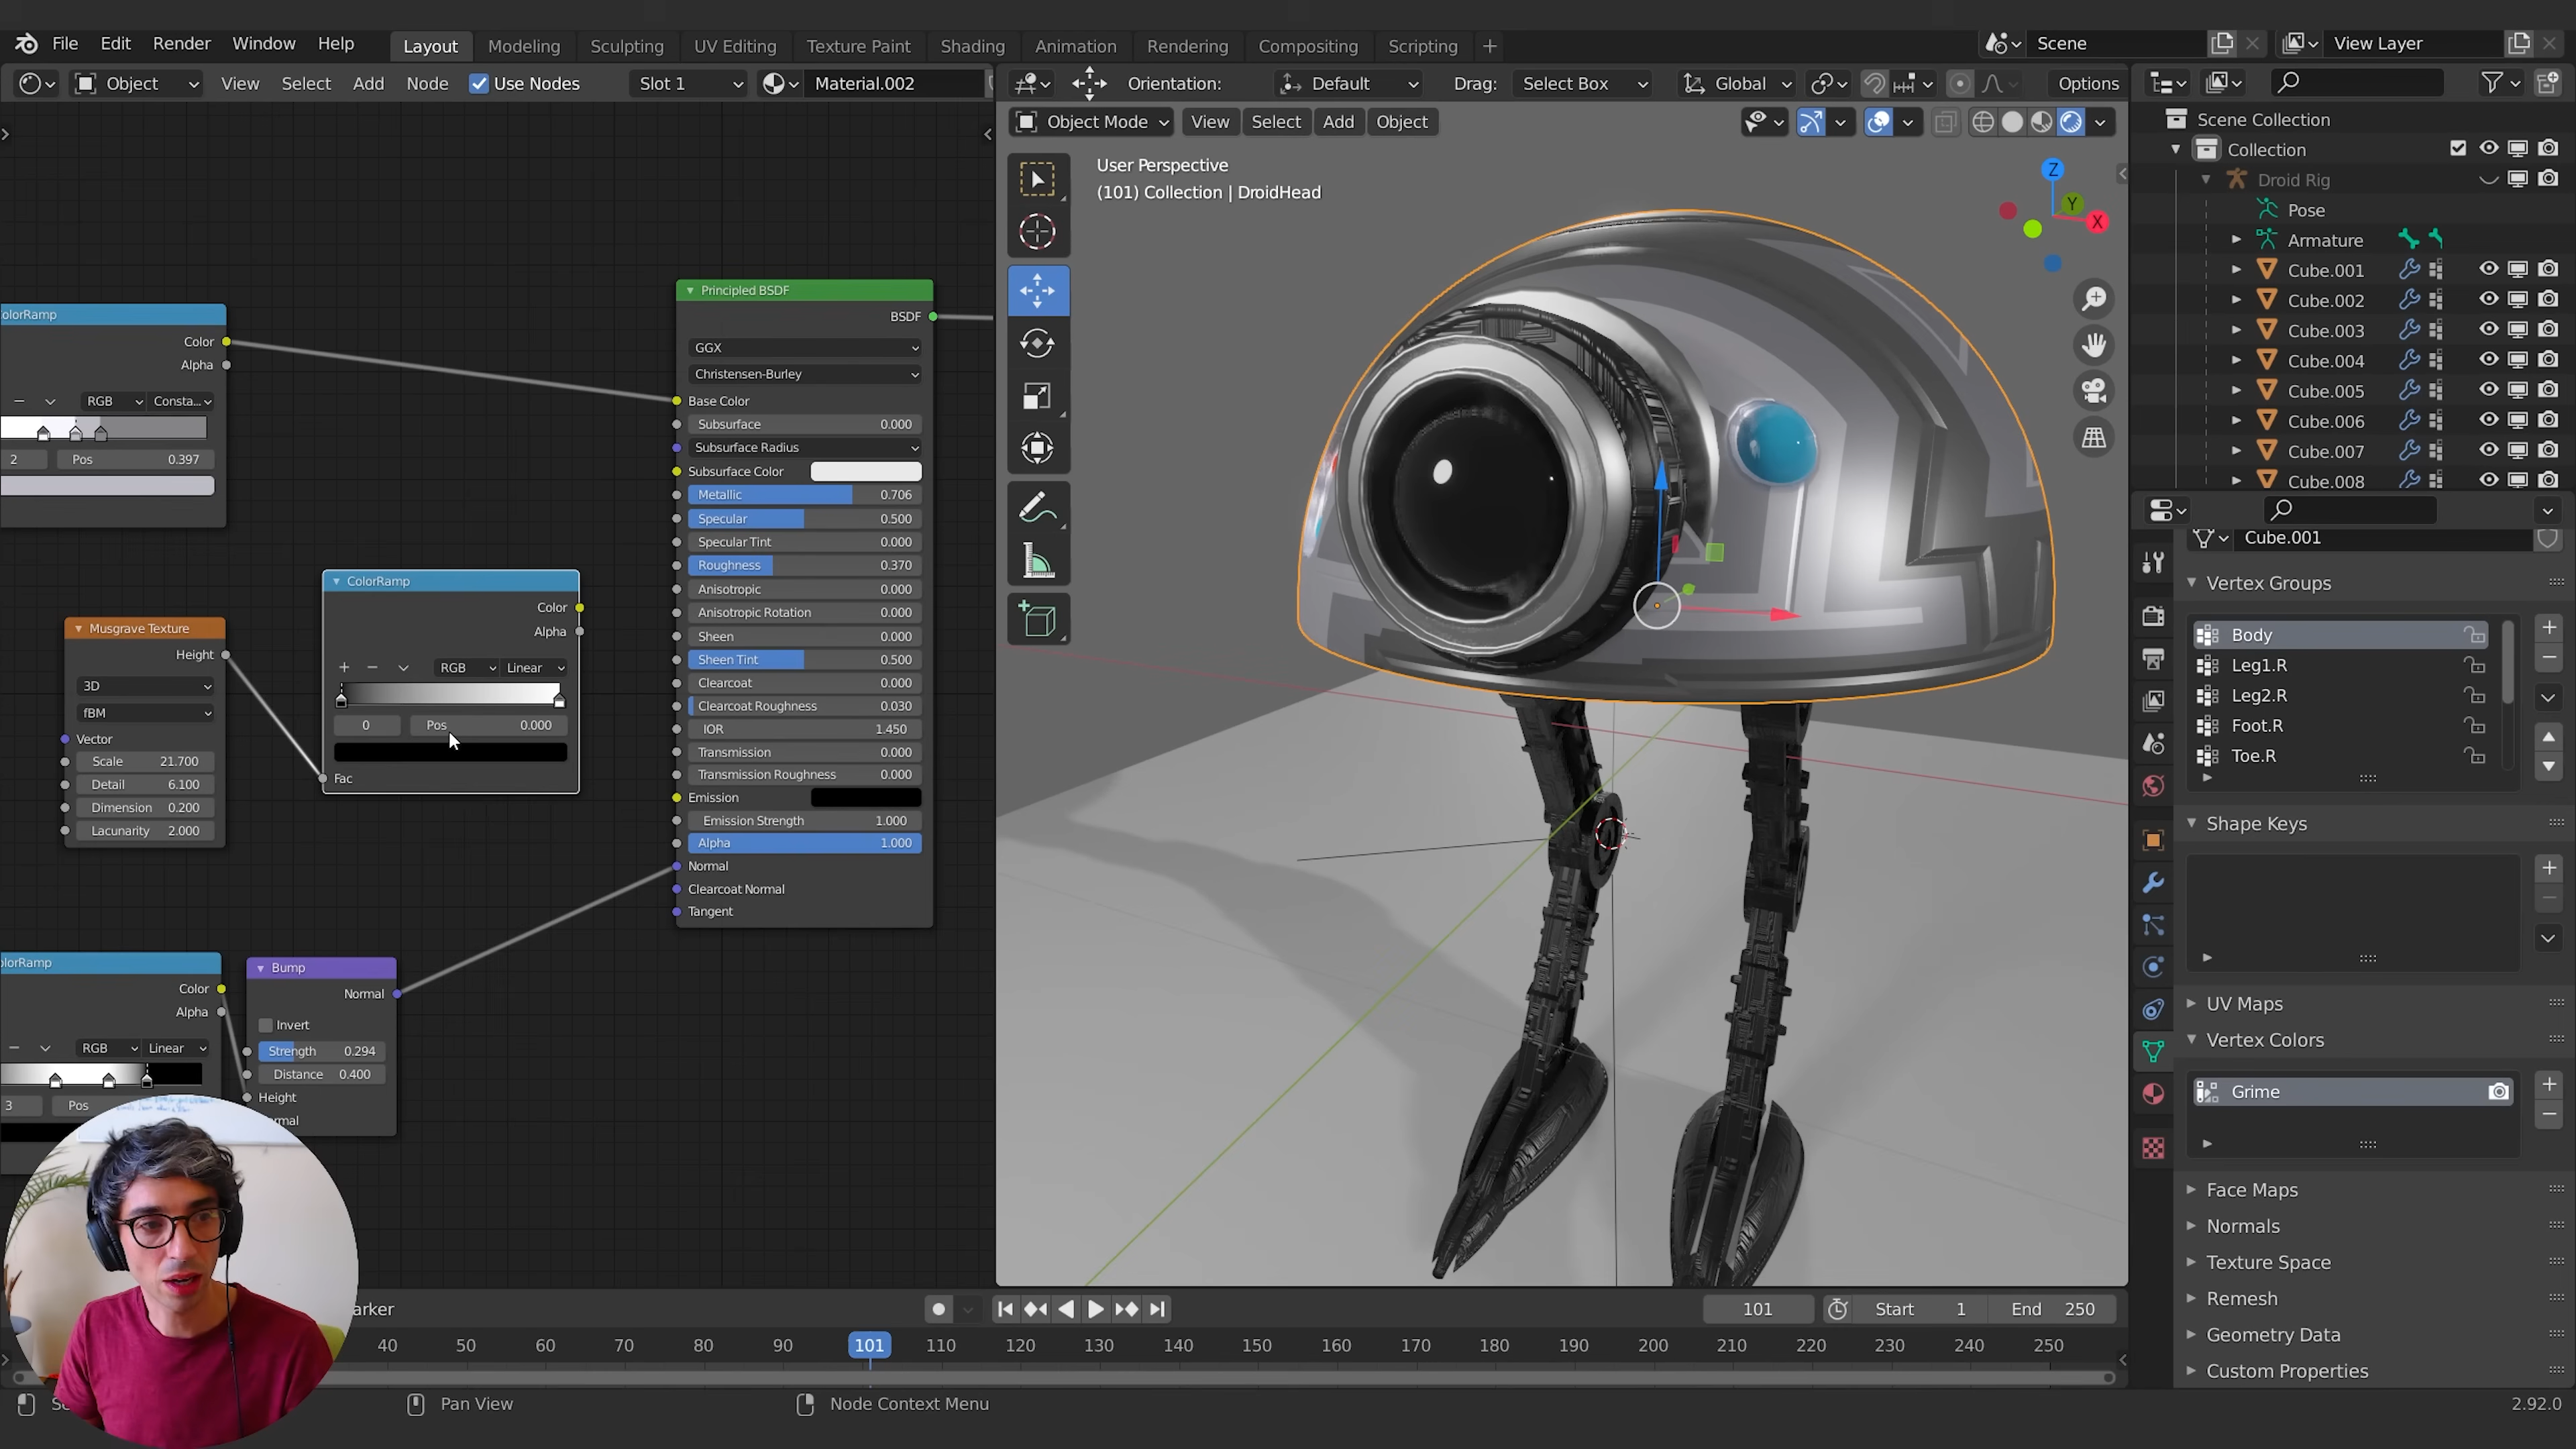 File Edit Render Window Help Layout Modeling Sculpting UV Editing Texture Paint Shading Animation Rendering Compositing Scripting + Scene View Layer
Object View Select Add Node Use Nodes Slot 1 Material.002
Orientation: Default Drag: Select Box Global Options
Object Mode View Select Add Object
User Perspective
(101) Collection | DroidHead
Z
Y
X
olorRamp
Color
Alpha
RGB Consta...
2 Pos 0.397
Musgrave Texture
Height
3D
fBM
Vector
Scale 21.700
Detail 6.100
Dimension 0.200
Lacunarity 2.000
ColorRamp
Color
Alpha
RGB Linear
0 Pos 0.000
Fac
Principled BSDF
BSDF
GGX
Christensen-Burley
Base Color
Subsurface 0.000
Subsurface Radius
Subsurface Color
Metallic 0.706
Specular 0.500
Specular Tint 0.000
Roughness 0.370
Anisotropic 0.000
Anisotropic Rotation 0.000
Sheen 0.000
Sheen Tint 0.500
Clearcoat 0.000
Clearcoat Roughness 0.030
IOR 1.450
Transmission 0.000
Transmission Roughness 0.000
Emission
Emission Strength 1.000
Alpha 1.000
Normal
Clearcoat Normal
Tangent
olorRamp
Color
Alpha
RGB Linear
3 Pos
Bump
Normal
Invert
Strength 0.294
Distance 0.400
Height
rmal
Scene Collection
Collection
Droid Rig
Pose
Armature
Cube.001
Cube.002
Cube.003
Cube.004
Cube.005
Cube.006
Cube.007
Cube.008
Cube.001
Vertex Groups
Body
Leg1.R
Leg2.R
Foot.R
Toe.R
Shape Keys
UV Maps
Vertex Colors
Grime
Face Maps
Normals
Texture Space
Remesh
Geometry Data
Custom Properties
arker 101 Start 1 End 250
40 50 60 70 80 90 101 110 120 130 140 150 160 170 180 190 200 210 220 230 240 250
Pan View Node Context Menu 2.92.0